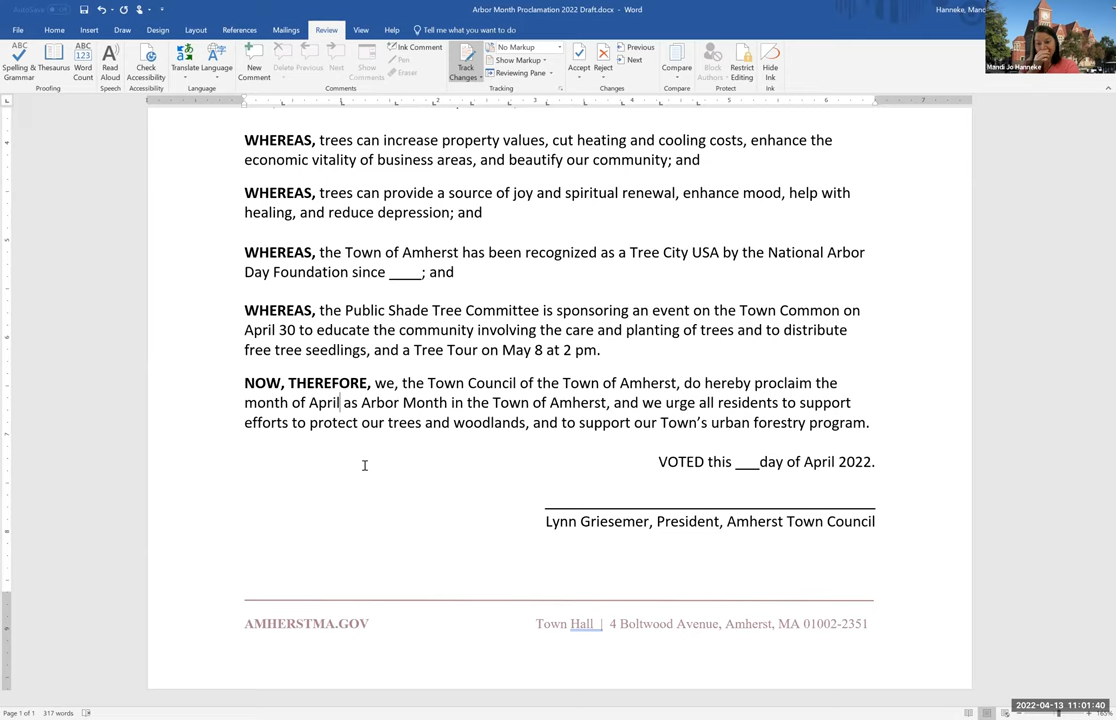 AutoSave
Arbor Month Proclamation 2022 Draft.docx - Word
Hanneke, Mand
File Home Insert Draw Design Layout References Mailings Review View Help Tell me what you want to do
Spelling & Grammar Thesaurus Word Count Read Aloud Check Accessibility Translate Language New Comment Delete Previous Next Show Comments Ink Comment Pen Eraser Track Changes No Markup Show Markup Reviewing Pane Accept Reject Previous Next Compare Block Authors Restrict Editing Hide Ink
Proofing Speech Accessibility Language Comments Tracking Changes Compare Protect Ink
Mandi Jo Hanneke
1 2 3 4 5 6 7
WHEREAS, trees can increase property values, cut heating and cooling costs, enhance the
economic vitality of business areas, and beautify our community; and
WHEREAS, trees can provide a source of joy and spiritual renewal, enhance mood, help with
healing, and reduce depression; and
WHEREAS, the Town of Amherst has been recognized as a Tree City USA by the National Arbor
Day Foundation since ____; and
WHEREAS, the Public Shade Tree Committee is sponsoring an event on the Town Common on
April 30 to educate the community involving the care and planting of trees and to distribute
free tree seedlings, and a Tree Tour on May 8 at 2 pm.
NOW, THEREFORE, we, the Town Council of the Town of Amherst, do hereby proclaim the
month of April as Arbor Month in the Town of Amherst, and we urge all residents to support
efforts to protect our trees and woodlands, and to support our Town's urban forestry program.
VOTED this ___day of April 2022.
Lynn Griesemer, President, Amherst Town Council
AMHERSTMA.GOV
Town Hall | 4 Boltwood Avenue, Amherst, MA 01002-2351
Page 1 of 1 317 words
2022-04-13 11:01:40